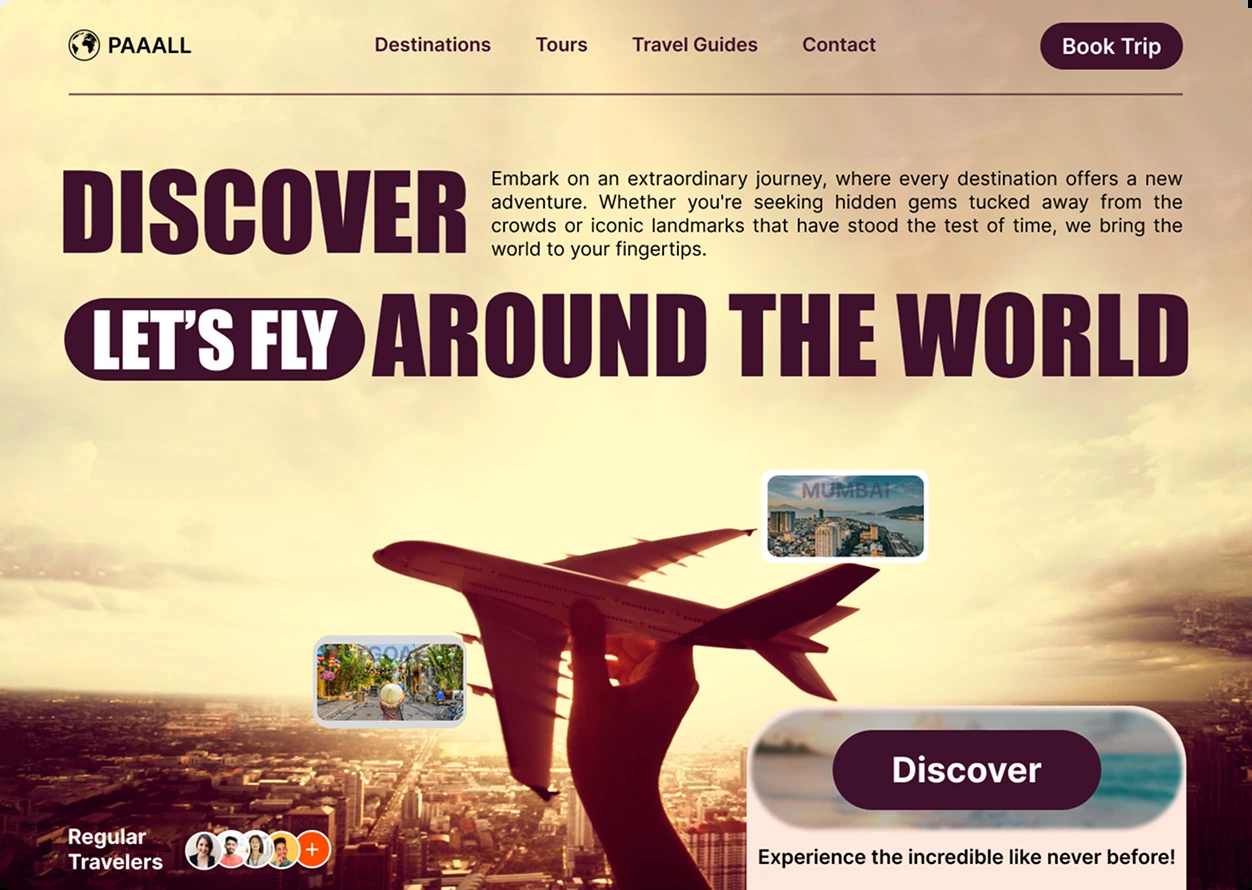 PAAALL
Destinations
Tours
Travel Guides
Contact
Book Trip
DISCOVER
Embark on an extraordinary journey, where every destination offers a new
adventure. Whether you're seeking hidden gems tucked away from the
crowds or iconic landmarks that have stood the test of time, we bring the
world to your fingertips.
LET'S FLY
AROUND THE WORLD
MUMBAI
GOA
Discover
Regular
Travelers
+
Experience the incredible like never before!